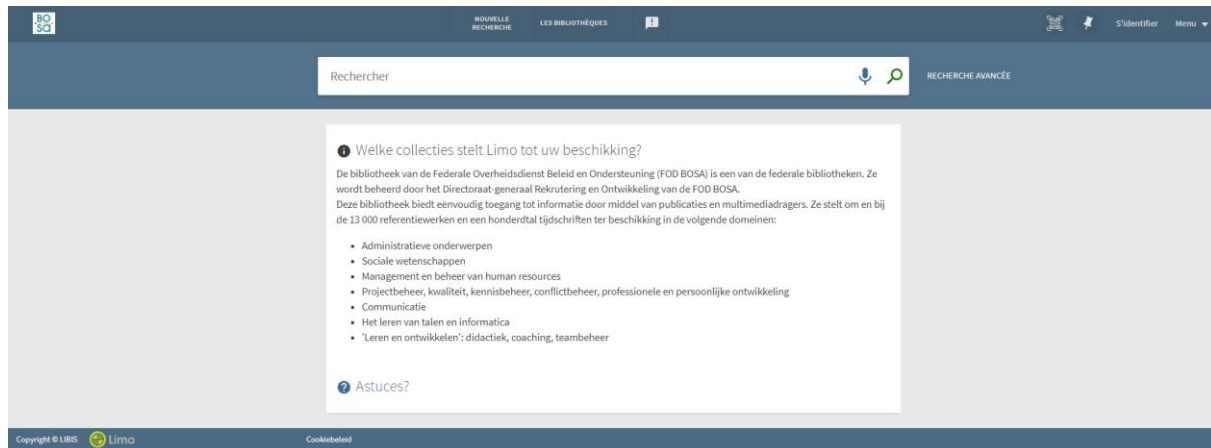 BO
SA
NOUVELLE
RECHERCHE
LES BIBLIOTHÈQUES
S'identifier
Menu
Rechercher
RECHERCHE AVANCÉE
Welke collecties stelt Limo tot uw beschikking?
De bibliotheek van de Federale Overheidsdienst Beleid en Ondersteuning (FOD BOSA) is een van de federale bibliotheken. Ze
wordt beheerd door het Directoraat-generaal Rekrutering en Ontwikkeling van de FOD BOSA.
Deze bibliotheek biedt eenvoudig toegang tot informatie door middel van publicaties en multimediadragers. Ze stelt om en bij
de 13 000 referentiewerken en een honderdtal tijdschriften ter beschikking in de volgende domeinen:
• Administratieve onderwerpen
• Sociale wetenschappen
• Management en beheer van human resources
• Projectbeheer, kwaliteit, kennisbeheer, conflictbeheer, professionele en persoonlijke ontwikkeling
• Communicatie
• Het leren van talen en informatica
• 'Leren en ontwikkelen': didactiek, coaching, teambeheer
Astuces?
Copyright © LIBIS
Limo
Cookiebeleid